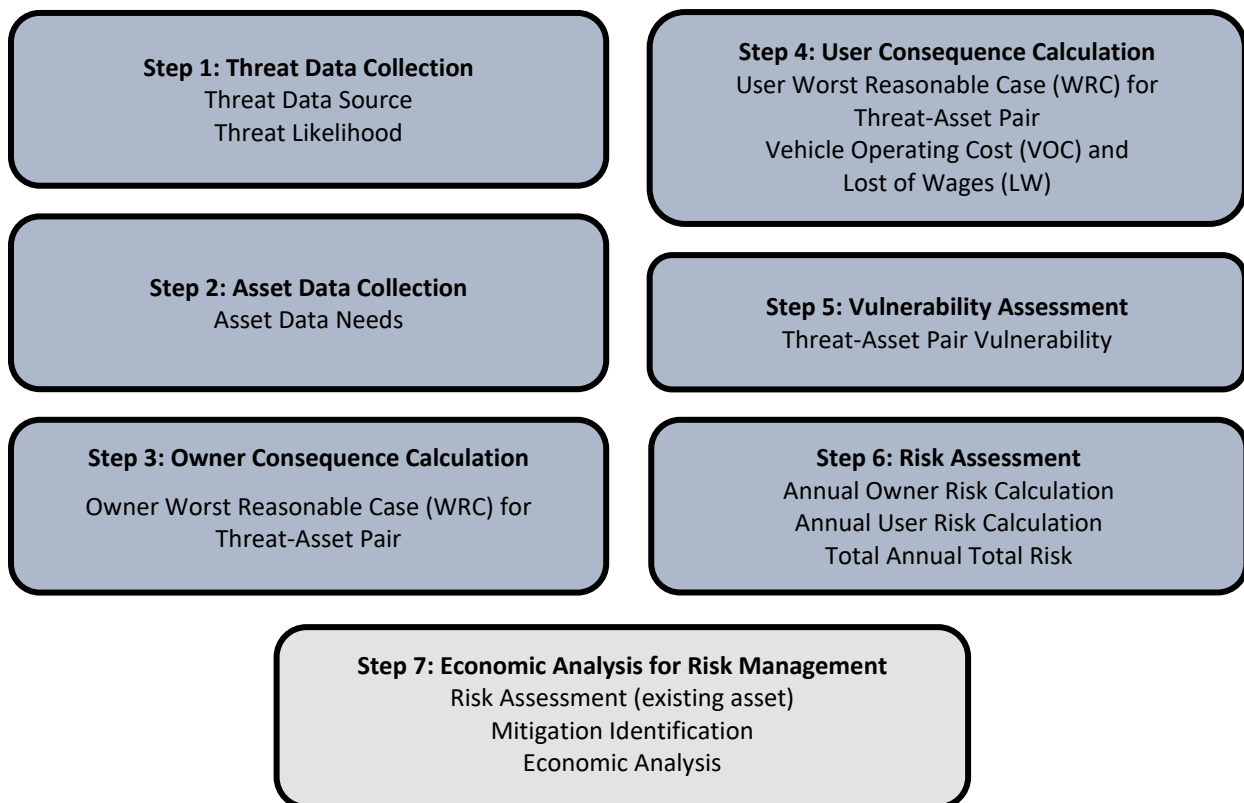 Step 1: Threat Data Collection
Threat Data Source
Threat Likelihood
Step 2: Asset Data Collection
Asset Data Needs
Step 3: Owner Consequence Calculation
Owner Worst Reasonable Case (WRC) for
Threat-Asset Pair
Step 4: User Consequence Calculation
User Worst Reasonable Case (WRC) for
Threat-Asset Pair
Vehicle Operating Cost (VOC) and
Lost of Wages (LW)
Step 5: Vulnerability Assessment
Threat-Asset Pair Vulnerability
Step 6: Risk Assessment
Annual Owner Risk Calculation
Annual User Risk Calculation
Total Annual Total Risk
Step 7: Economic Analysis for Risk Management
Risk Assessment (existing asset)
Mitigation Identification
Economic Analysis